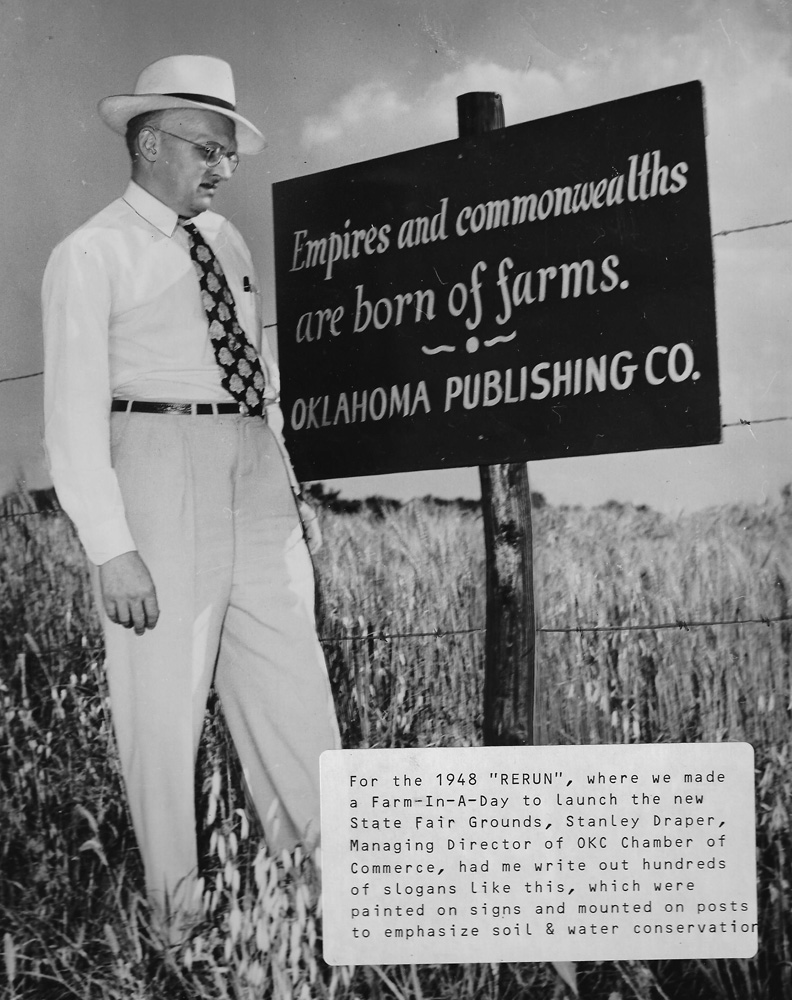 Empires and commonwealths
are born of farms.
OKLAHOMA PUBLISHING CO.
For the 1948 "RERUN", where we made
a Farm-In-A-Day to launch the new
State Fair Grounds, Stanley Draper,
Managing Director of OKC Chamber of
Commerce, had me write out hundreds
of slogans like this, which were
painted on signs and mounted on posts
to emphasize soil & water conservation